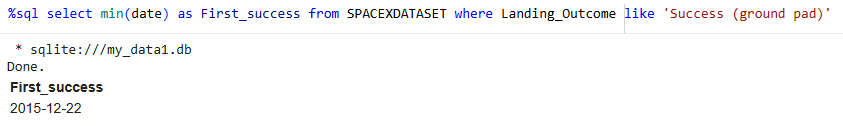 %sql select min(date) as First_success from SPACEXDATASET where Landing_Outcome like 'Success (ground pad)'
* sqlite:///my_data1.db
Done.
First_success
2015-12-22